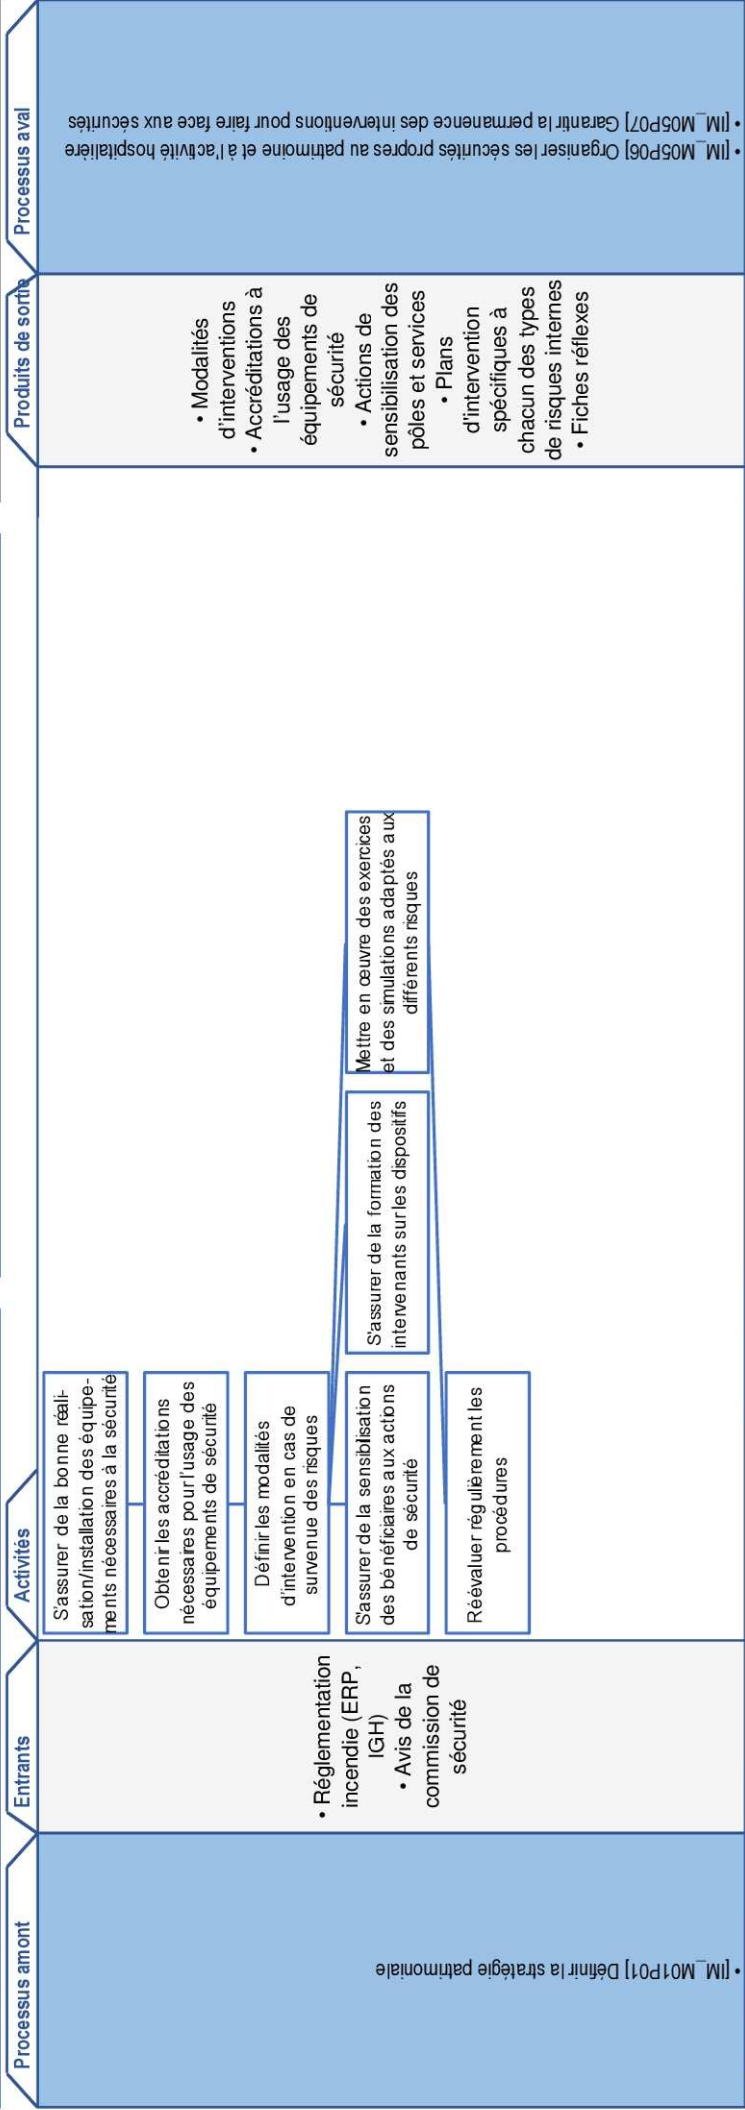 Processus amont
Entrants
Activités
Produits de sortie
Processus aval
• [IM_M01P01] Définir la stratégie patrimoniale
• Réglementation
incendie (ERP,
IGH)
• Avis de la
commission de
sécurité
S'assurer de la bonne réali-
sation/installation des équipe-
ments nécessaires à la sécurité
Obtenir les accréditations
nécessaires pour l'usage des
équipements de sécurité
Définir les modalités
d'intervention en cas de
survenue des risques
S'assurer de la sensibilisation
des bénéficiaires aux actions
de sécurité
S'assurer de la formation des
intervenants sur les dispositifs
Mettre en œuvre des exercices
et des simulations adaptés aux
différents risques
Réévaluer régulièrement les
procédures
• Modalités
d'interventions
• Accréditations à
l'usage des
équipements de
sécurité
• Actions de
sensibilisation des
pôles et services
• Plans
d'intervention
spécifiques à
chacun des types
de risques internes
• Fiches réflexes
• [IM_M05P06] Organiser les sécurités propres au patrimoine et à l'activité hospitalière
• [IM_M05P07] Garantir la permanence des interventions pour faire face aux sécurités